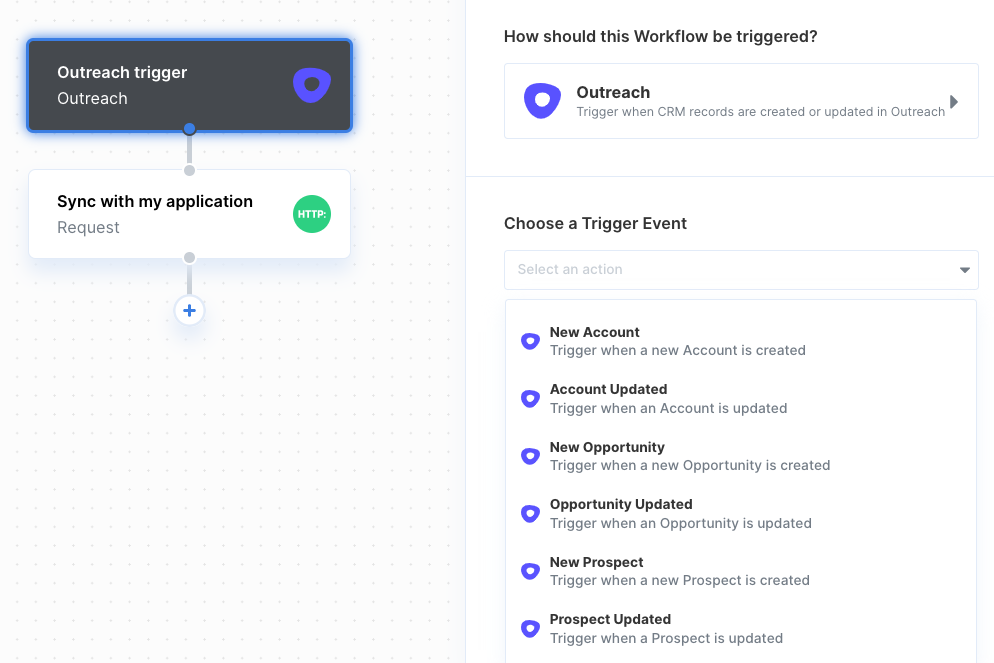 Outreach trigger
Outreach
Sync with my application
Request
HTTP:
How should this Workflow be triggered?
Outreach
Trigger when CRM records are created or updated in Outreach
Choose a Trigger Event
Select an action
New Account
Trigger when a new Account is created
Account Updated
Trigger when an Account is updated
New Opportunity
Trigger when a new Opportunity is created
Opportunity Updated
Trigger when an Opportunity is updated
New Prospect
Trigger when a new Prospect is created
Prospect Updated
Trigger when a Prospect is updated